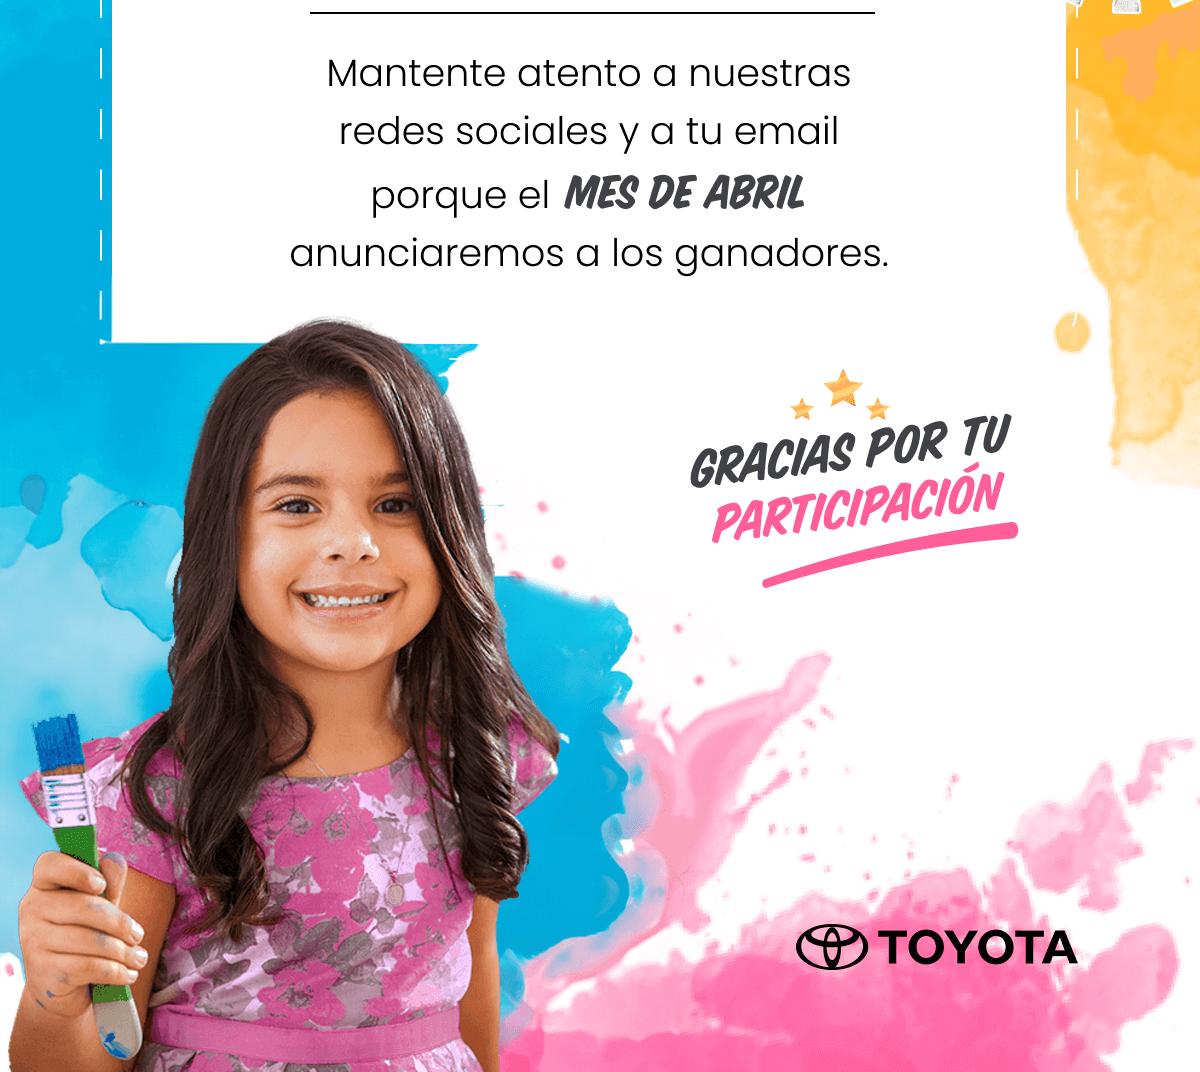 Mantente atento a nuestras
redes sociales y a tu email
porque el MES DE ABRIL
anunciaremos a los ganadores.
GRACIAS POR TU
PARTICIPACIÓN
TOYOTA